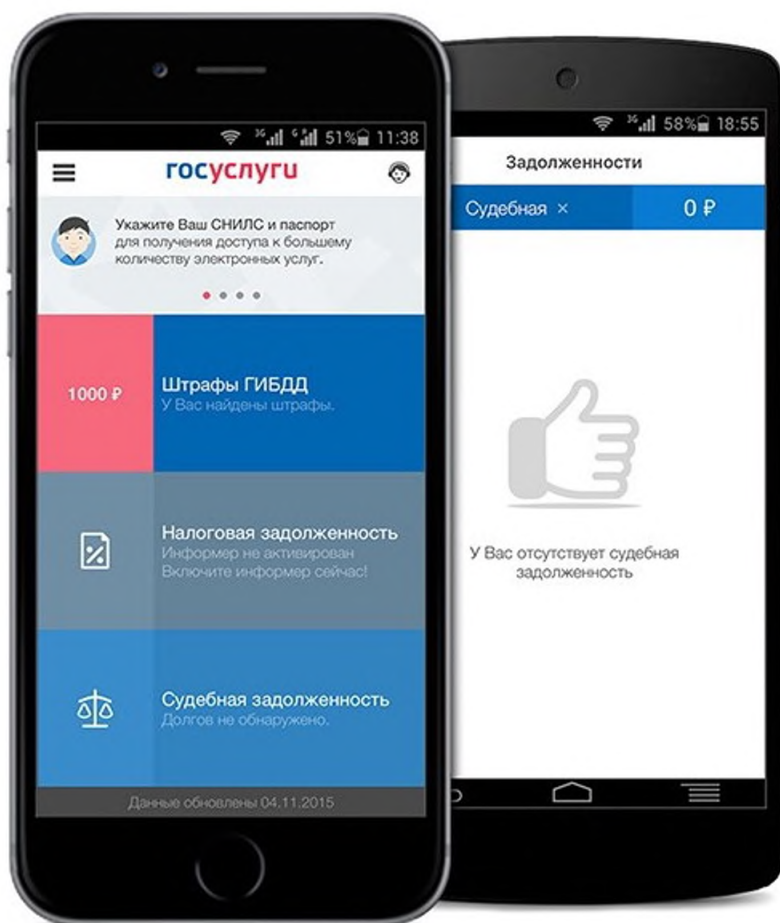 3G 51% 11:38
госуслуги
Укажите Ваш СНИЛС и паспорт
для получения доступа к большему
количеству электронных услуг.
1000 ₽
Штрафы ГИБДД
У Вас найдены штрафы.
Налоговая задолженность
Информер не активирован
Включите информер сейчас!
Судебная задолженность
Долгов не обнаружено.
Данные обновлены 04.11.2015
3G 58% 18:55
Задолженности
Судебная × 0 ₽
У Вас отсутствует судебная
задолженность